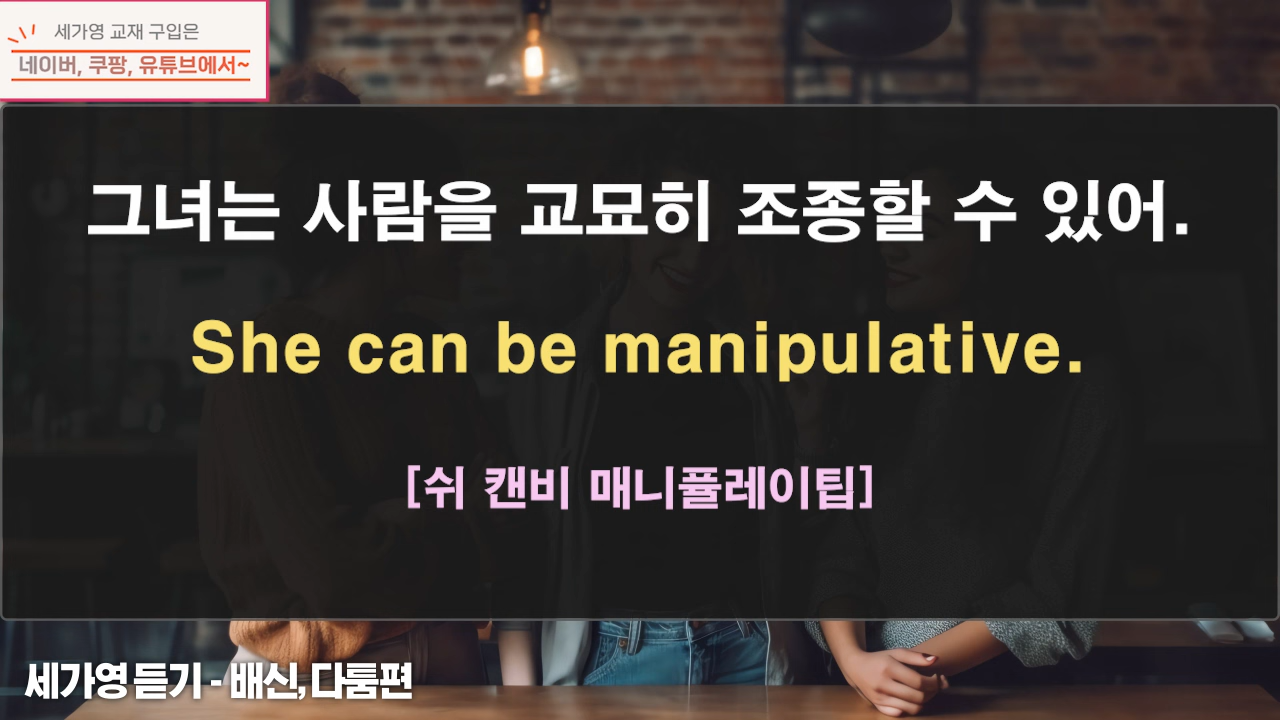 세가영 교재 구입은
네이버, 쿠팡, 유튜브에서~
그녀는 사람을 교묘히 조종할 수 있어.
She can be manipulative.
[쉬 캔비 매니퓰레이팁]
세가영 듣기 - 배신, 다툼편